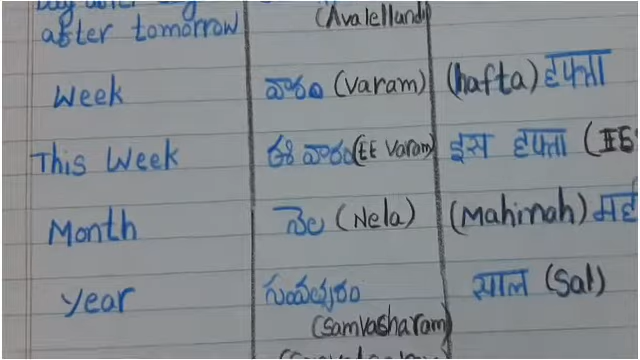 after tomorrow (Avalellandi)
Week వారం (Varam) (hafta) हफ्ता
This Week ఈ వారం (EE Varam) इस हफ्ता
Month నెల (Nela) (Mahinah)
year సంవత్సరం साल (Sal)
(Samvasharam)